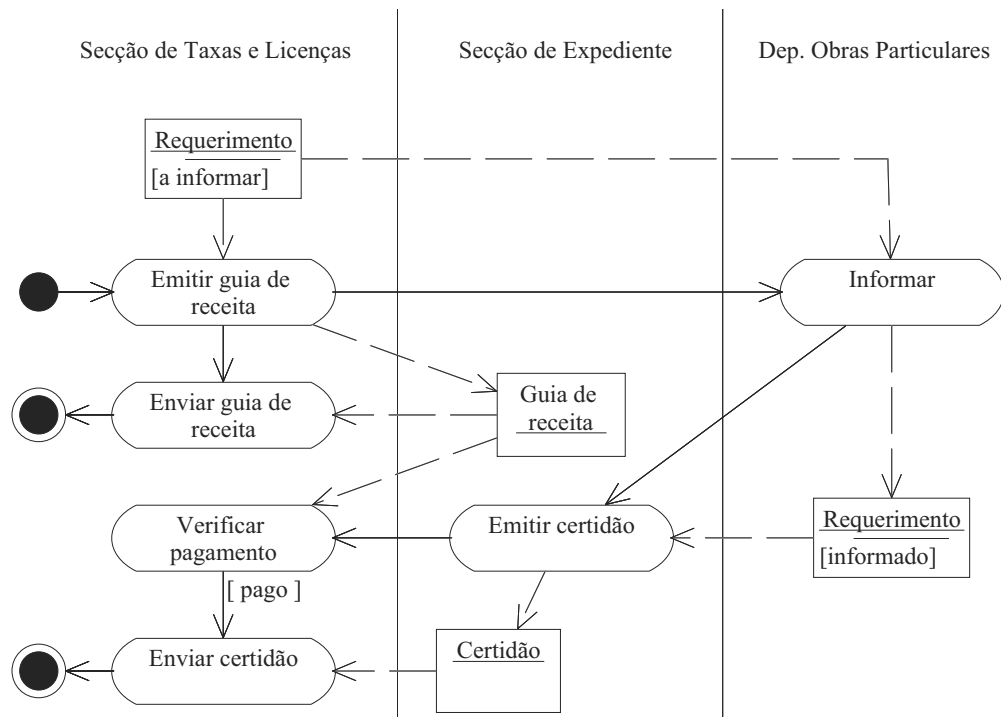 Secção de Taxas e Licenças
Secção de Expediente
Dep. Obras Particulares
Requerimento
[a informar]
Emitir guia de
receita
Informar
Enviar guia de
receita
Guia de
receita
Verificar
pagamento
Emitir certidão
Requerimento
[informado]
[ pago ]
Enviar certidão
Certidão